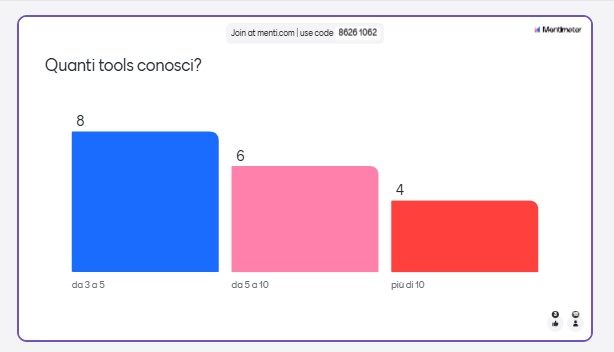 Join at menti.com | use code 8626 1062
Mentimeter
Quanti tools conosci?
8
6
4
da 3 a 5
da 5 a 10
più di 10